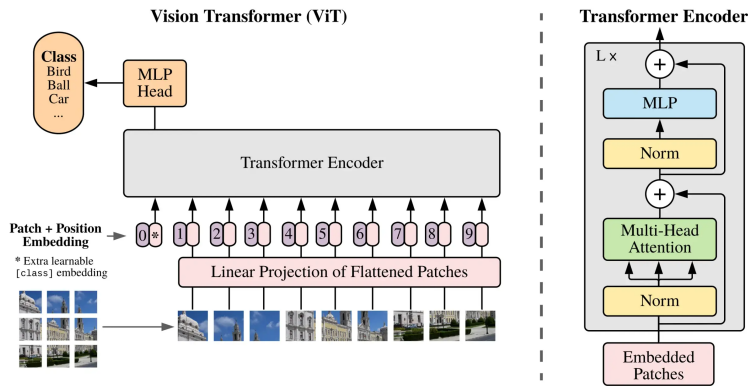 Vision Transformer (ViT)
Class
Bird
Ball
Car
...
MLP
Head
Transformer Encoder
Patch + Position
Embedding
0 * 1 2 3 4 5 6 7 8 9
* Extra learnable
[class] embedding
Linear Projection of Flattened Patches
Transformer Encoder
L x
+
MLP
Norm
+
Multi-Head
Attention
Norm
Embedded
Patches